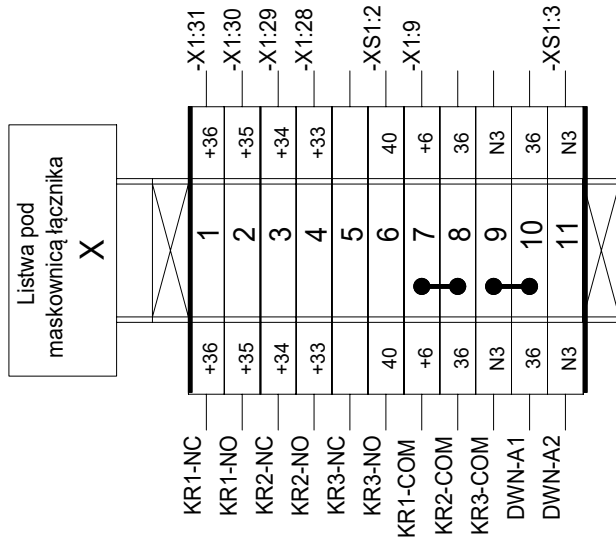 Listwa pod
maskownicą łącznika
X
-X1:31
-X1:30
-X1:29
-X1:28
-XS1:2
-X1:9
-XS1:3
+36
+35
+34
+33
40
+6
36
N3
36
N3
1
2
3
4
5
6
7
8
9
10
11
+36
+35
+34
+33
40
+6
36
N3
36
N3
KR1-NC
KR1-NO
KR2-NC
KR2-NO
KR3-NC
KR3-NO
KR1-COM
KR2-COM
KR3-COM
DWN-A1
DWN-A2